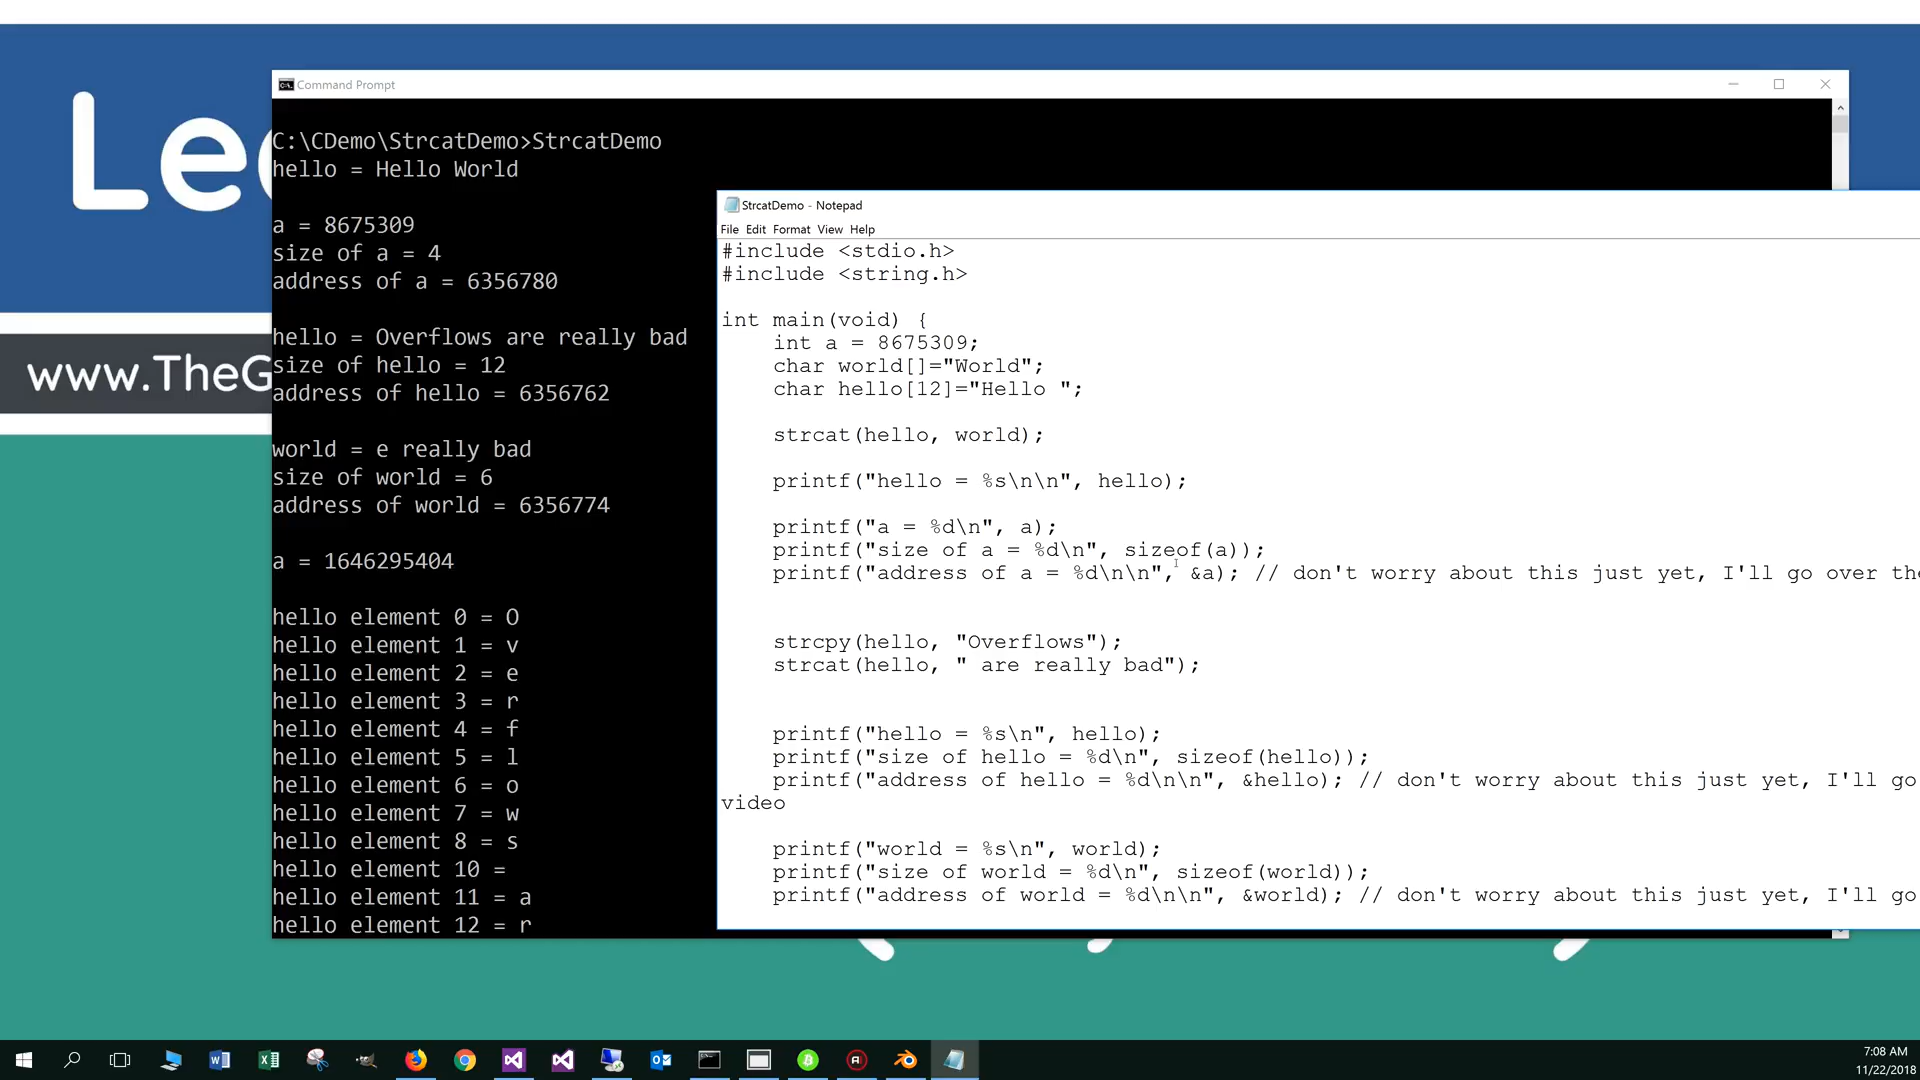 Le
www.TheG
Command Prompt
C:\CDemo\StrcatDemo>StrcatDemo
hello = Hello World
a = 8675309
size of a = 4
address of a = 6356780
hello = Overflows are really bad
size of hello = 12
address of hello = 6356762
world = e really bad
size of world = 6
address of world = 6356774
a = 1646295404
hello element 0 = O
hello element 1 = v
hello element 2 = e
hello element 3 = r
hello element 4 = f
hello element 5 = l
hello element 6 = o
hello element 7 = w
hello element 8 = s
hello element 10 =
hello element 11 = a
hello element 12 = r
StrcatDemo - Notepad
File Edit Format View Help
#include <stdio.h>
#include <string.h>
int main(void) {
int a = 8675309;
char world[]="World";
char hello[12]="Hello ";
strcat(hello, world);
printf("hello = %s\n\n", hello);
printf("a = %d\n", a);
printf("size of a = %d\n", sizeof(a));
printf("address of a = %d\n\n", &a); // don't worry about this just yet, I'll go over the
strcpy(hello, "Overflows");
strcat(hello, " are really bad");
printf("hello = %s\n", hello);
printf("size of hello = %d\n", sizeof(hello));
printf("address of hello = %d\n\n", &hello); // don't worry about this just yet, I'll go
video
printf("world = %s\n", world);
printf("size of world = %d\n", sizeof(world));
printf("address of world = %d\n\n", &world); // don't worry about this just yet, I'll go
7:08 AM
11/22/2018